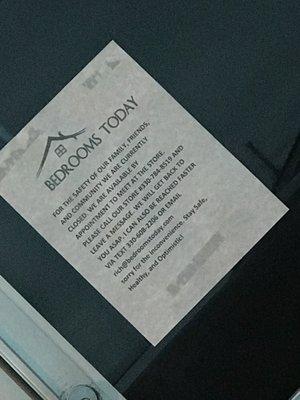 BEDROOMS TODAY
FOR THE SAFETY OF OUR FAMILY, FRIENDS,
AND COMMUNITY WE ARE CURRENTLY
CLOSED. WE ARE AVAILABLE BY
APPOINTMENT TO MEET AT THE STORE.
PLEASE CALL OUR STORE #330-784-8519 AND
LEAVE A MESSAGE. WE WILL GET BACK TO
YOU ASAP. I CAN ALSO BE REACHED FASTER
VIA TEXT 330-608-2298 OR EMAIL
rich@bedroomstoday.com
sorry for the inconvenience. Stay Safe,
Healthy, and Optimistic!